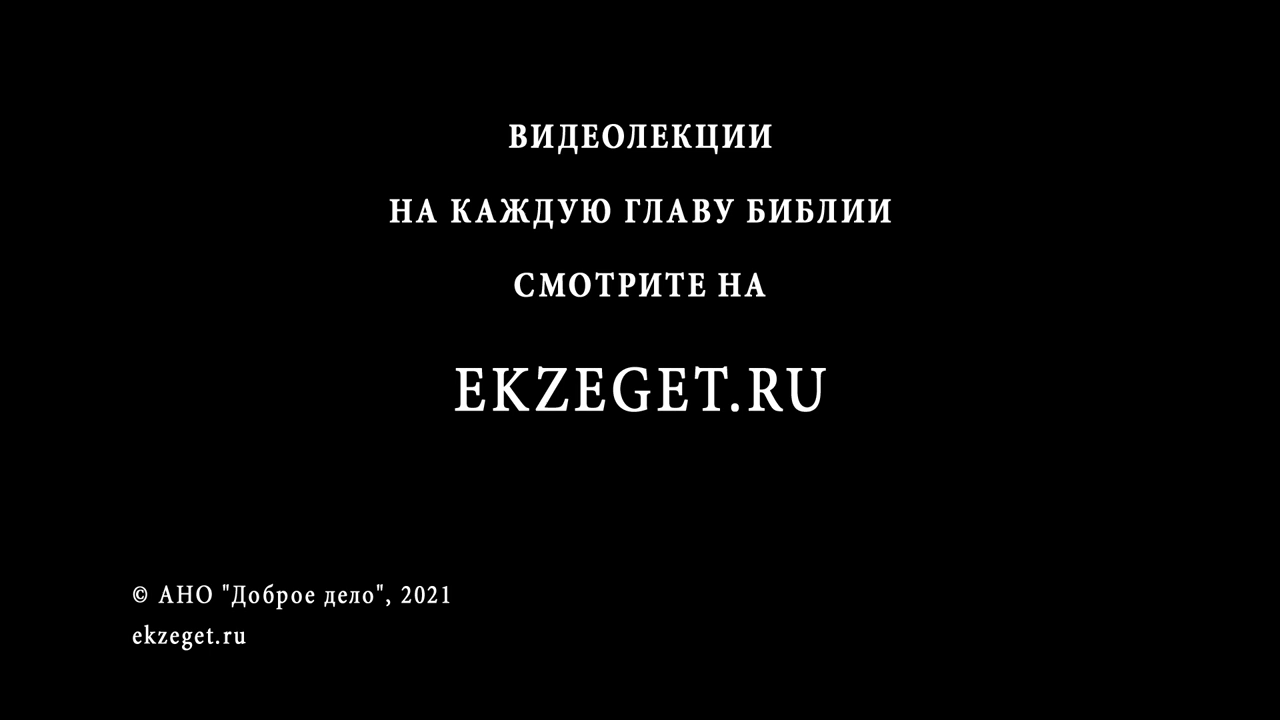 ВИДЕОЛЕКЦИИ
НА КАЖДУЮ ГЛАВУ БИБЛИИ
СМОТРИТЕ НА
EKZEGET.RU
© АНО "Доброе дело", 2021
ekzeget.ru